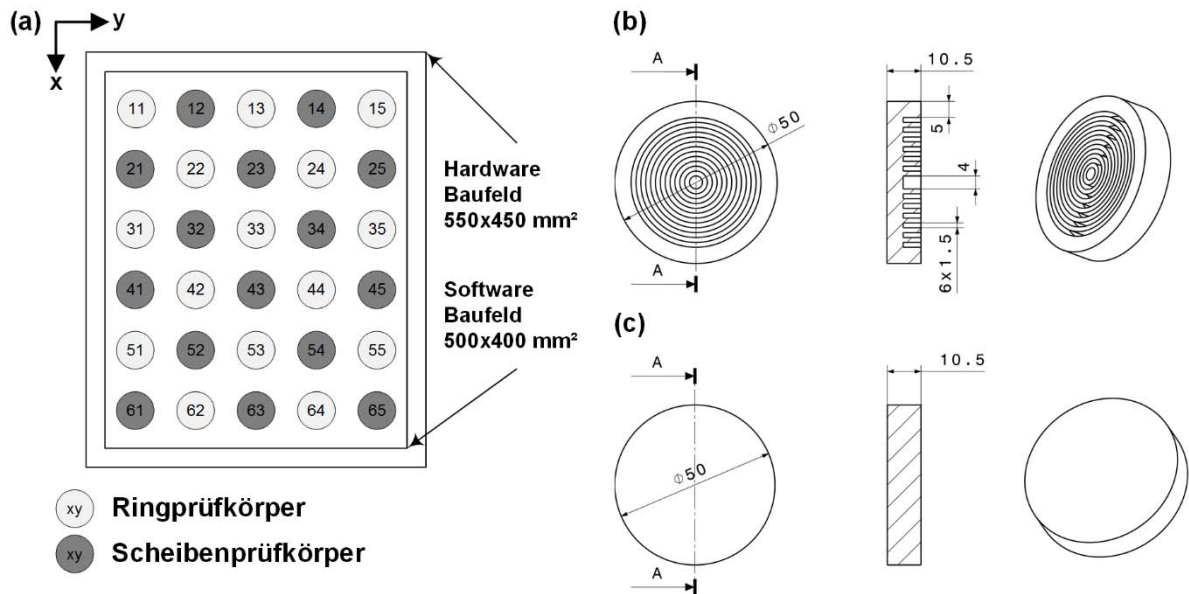 (a)
y
x
11 12 13 14 15
21 22 23 24 25
31 32 33 34 35
41 42 43 44 45
51 52 53 54 55
61 62 63 64 65
Hardware
Baufeld
550x450 mm²
Software
Baufeld
500x400 mm²
xy Ringprüfkörper
xy Scheibenprüfkörper
(b)
A
A
Φ50
10.5
5
4
6x1.5
(c)
A
A
Φ50
10.5